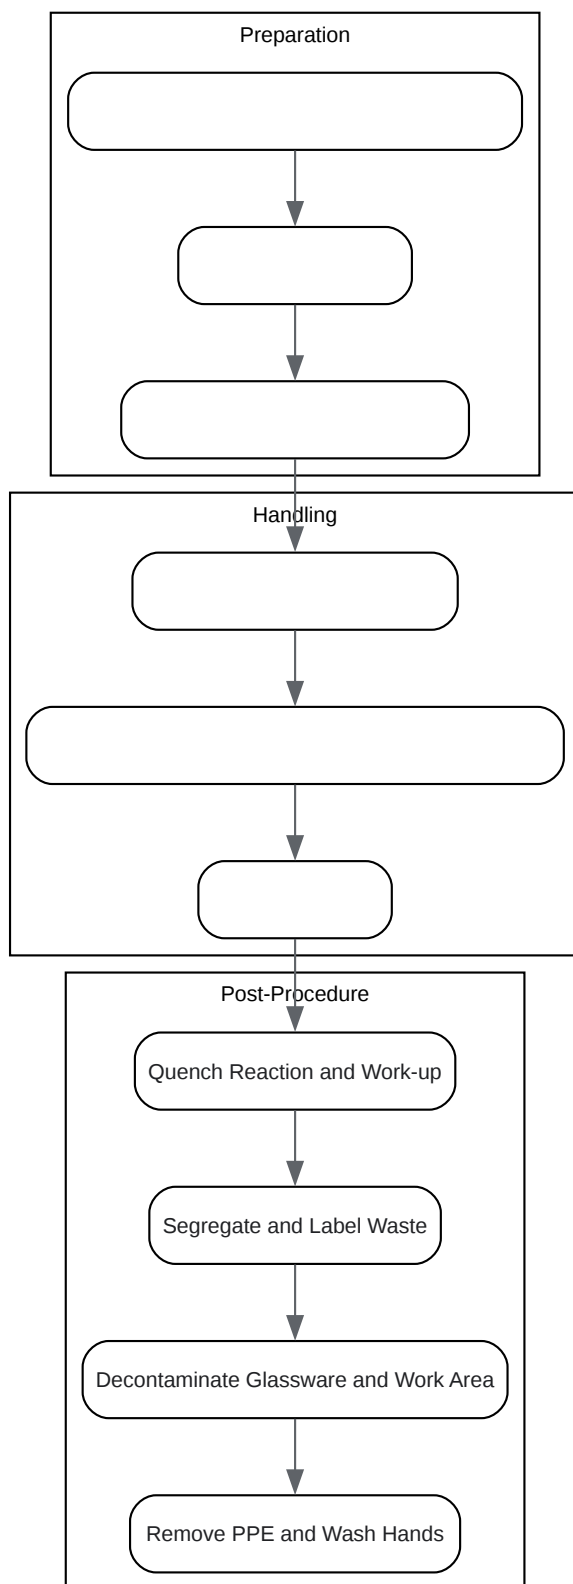 Preparation
Handling
Post-Procedure
Quench Reaction and Work-up
Segregate and Label Waste
Decontaminate Glassware and Work Area
Remove PPE and Wash Hands